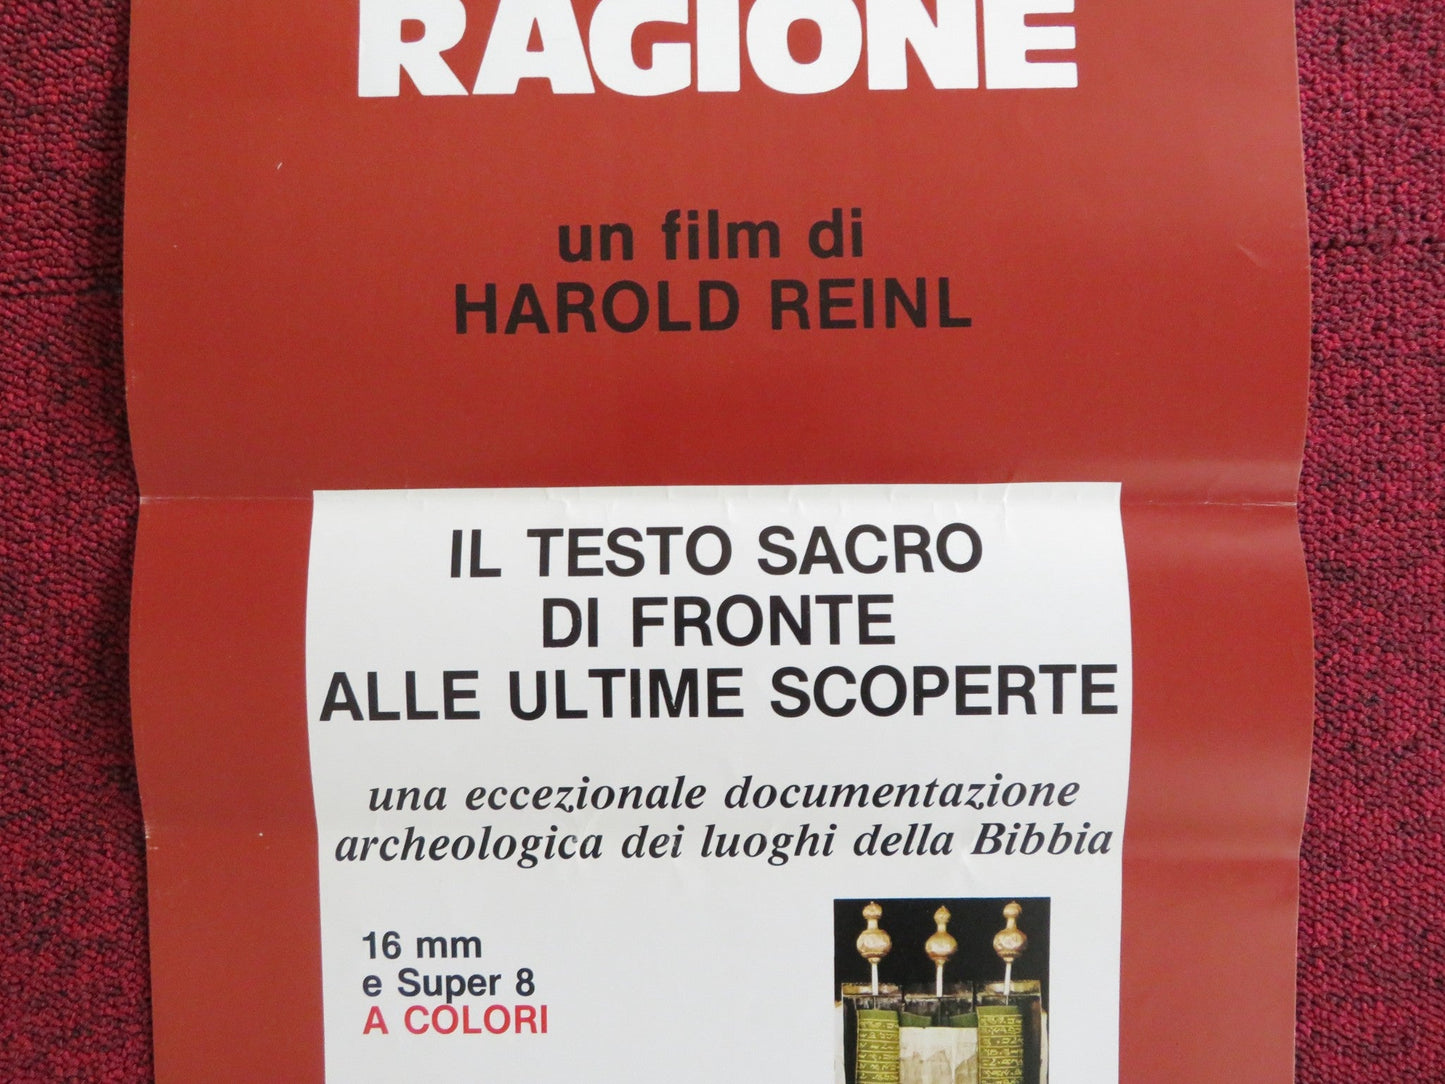 RAGIONE
un film di
HAROLD REINL
IL TESTO SACRO
DI FRONTE
ALLE ULTIME SCOPERTE
una eccezionale documentazione
archeologica dei luoghi della Bibbia
16 mm
e Super 8
A COLORI